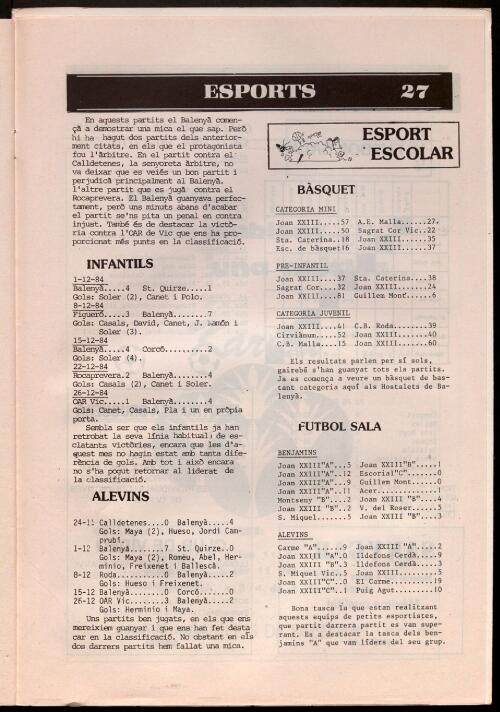 ESPORTS 27
En aquests partits el Balenyà comen-
çà a demostrar una mica el que sap. Però
hi ha hagut dos partits dels anterior-
ment citats, en els que el protagonista
fou l'àrbitre. En el partit contra el
Calldetenes, la senyoreta àrbitre, no
va deixar que es veiés un bon partit i
perjudicà principalment al Balenyà.
l'altre partit que es jugà contra el
Rocaprevera. El Balenyà guanyava perfec-
tament, però uns minuts abans d'acabar
el partit se'ns pita un penal en contra
injust. També és de destacar la victò-
ria contra l'OAR de Vic que ens ha pro-
porcionat més punts en la classificació.
INFANTILS
1-12-84
Balenyà.....4 St. Quirze.....1
Gols: Soler (2), Canet i Polo.
8-12-84
Figueró.....3 Balenyà........7
Gols: Casals, David, Canet, J. Ramón i
Soler (3).
15-12-84
Balenyà.....4 Corcó..........2
Gols: Soler (4).
22-12-84
Rocaprevera.2 Balenyà........4
Gols: Casals (2), Canet i Soler.
26-12-84
OAR Vic.....1 Balenyà........4
Gols: Canet, Casals, Pla i un en pròpia
porta.
Sembla ser que els infantils ja han
retrobat la seva línia habitual: de es-
clatants victòries, encara que les d'a-
quest mes no hagin estat amb tanta dife-
rència de gols. Amb tot i això encara
no s'ha pogut retornar al liderat de
la classificació.
ALEVINS
24-11 Calldetenes....0 Balenyà.....4
Gols: Maya (2), Hueso, Jordi Cam-
prubí.
1-12 Balenyà........7 St. Quirze..0
Gols: Maya (2), Romeu, Abel, Her-
minio, Freixenet i Ballescà.
8-12 Roda...........0 Balenyà.....2
Gols: Hueso i Freixenet.
15-12 Balenyà........0 Corcó.......0
26-12 OAR Vic........3 Balenyà.....2
Gols: Herminio i Maya.
Uns partits ben jugats, en els que ens
mereixiem guanyar i que ens han fet desta
car en la classificació. No obstant en els
dos darrers partits hem fallat una mica.
ESPORT
ESCOLAR
BÀSQUET
CATEGORIA MINI
Joan XXIII.....57 A.E. Malla.....27
Joan XXIII.....50 Sagrat Cor Vic..22
Sta. Caterina..18 Joan XXIII.....35
Esc. de bàsquet16 Joan XXIII.....37
PRE-INFANTIL
Joan XXIII....37 Sta. Caterina....38
Sagrat Cor....32 Joan XXIII.......24
Joan XXIII....81 Guillem Mont.....6
CATEGORIA JUVENIL
Joan XXIII....41 C.B. Roda........39
Cirviànum.....52 Joan XXIII.......40
C.B. Malla....15 Joan XXIII.......60
Els resultats parlen per sí sols,
gairebé s'han guanyat tots els partits.
Ja es comença a veure un bàsquet de bas-
tant categoria aquí als Hostalets de Ba-
lenyà.
FUTBOL SALA
BENJAMINS
Joan XXIII"A"...5 Joan XXIII"B".....1
Joan XXIII"A"..12 Escorial"C".......0
Joan XXIII"A"...9 Guillem Mont......0
Joan XXIII"A"..11 Acer..............1
Montseny "B"...2 Joan XXIII "B"....4
Joan XXIII "B"..2 V. del Roser......5
S. Miquel......5 Joan XXIII "B"....3
ALEVINS
Carme "A"......9 Joan XXIII "A".....2
Joan XXIII "A".0 Ildefons Cerdà.....9
Joan XXIII "B".3 Ildefons Cerdà.....4
S. Miquel Vic..5 Joan XXIII.........5
Joan XXIII"C"..0 El Carme..........19
Joan XXIII"C"..1 Puig Agut.........10
Bona tasca la que estan realitzant
aquests equips de petits esportistes,
que partit darrera partit es van supe-
rant. Es a destacar la tasca dels ben-
jamins "A" que van líders del seu grup.